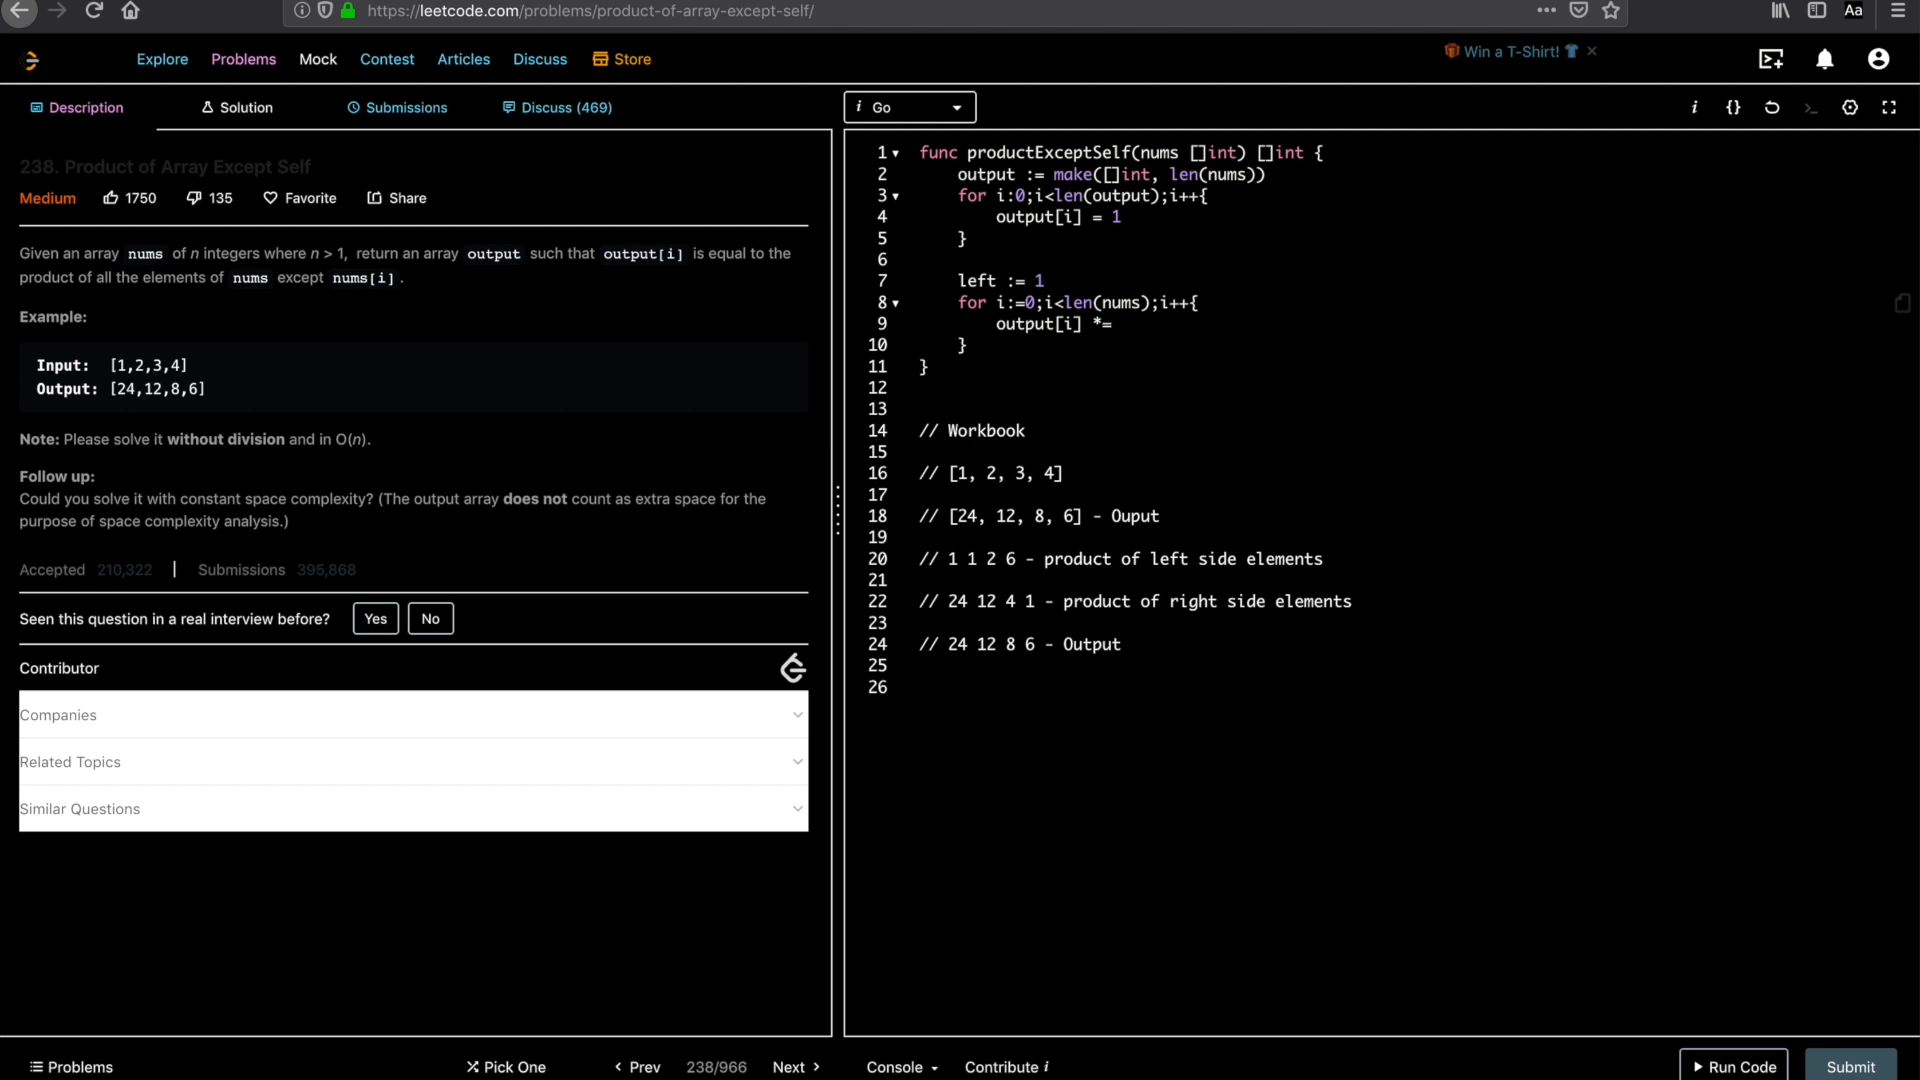 https://leetcode.com/problems/product-of-array-except-self/
Aa
Explore Problems Mock Contest Articles Discuss Store
Win a T-Shirt!
Description Solution Submissions Discuss (469)
i Go
238. Product of Array Except Self
Medium 1750 135 Favorite Share
Given an array nums of n integers where n > 1, return an array output such that output[i] is equal to the
product of all the elements of nums except nums[i] .
Example:
Input: [1,2,3,4]
Output: [24,12,8,6]
Note: Please solve it without division and in O(n).
Follow up:
Could you solve it with constant space complexity? (The output array does not count as extra space for the
purpose of space complexity analysis.)
Accepted 210,322 | Submissions 395,868
Seen this question in a real interview before? Yes No
Contributor
Companies
Related Topics
Similar Questions
i {}
1 func productExceptSelf(nums []int) []int {
2 output := make([]int, len(nums))
3 for i:0;i<len(output);i++{
4 output[i] = 1
5 }
6
7 left := 1
8 for i:=0;i<len(nums);i++{
9 output[i] *=
10 }
11 }
12
13
14 // Workbook
15
16 // [1, 2, 3, 4]
17
18 // [24, 12, 8, 6] - Ouput
19
20 // 1 1 2 6 - product of left side elements
21
22 // 24 12 4 1 - product of right side elements
23
24 // 24 12 8 6 - Output
25
26
Problems Pick One < Prev 238/966 Next > Console Contribute i Run Code Submit